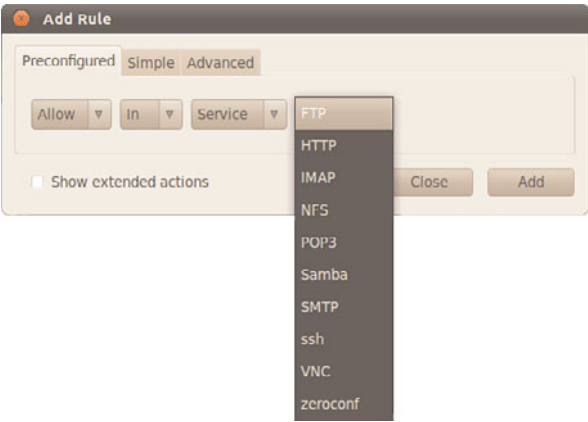 Add Rule
Preconfigured Simple Advanced
Allow In Service FTP
HTTP
IMAP
Show extended actions Close Add
NFS
POP3
Samba
SMTP
ssh
VNC
zeroconf